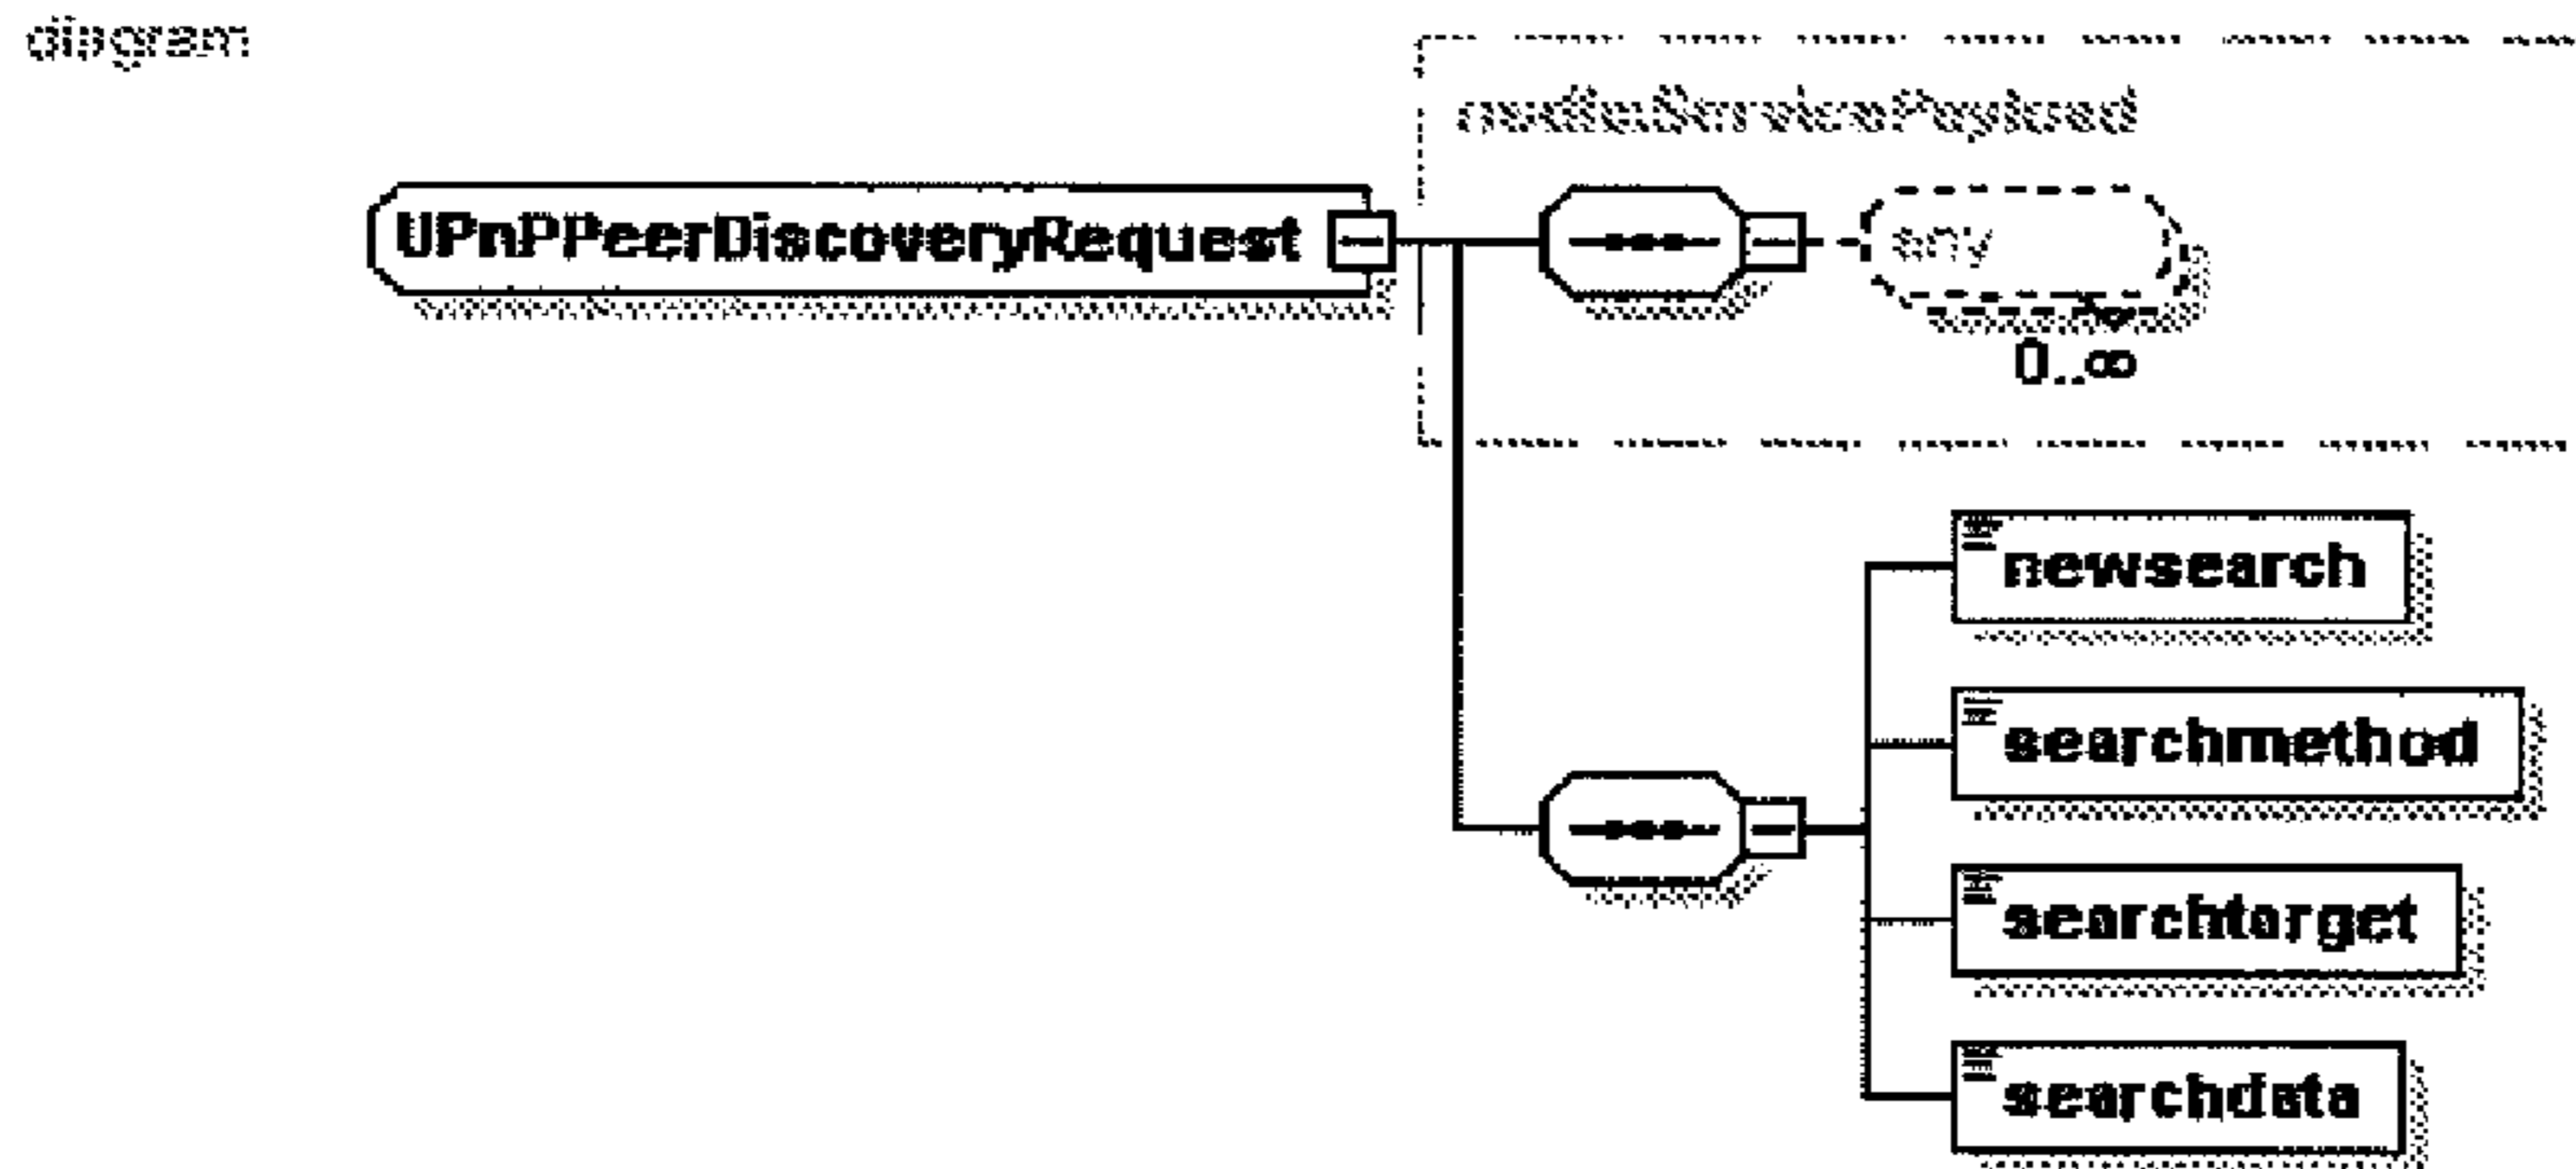 diagram
UPnPPeerDiscoveryRequest
any
0..∞
newsearch
searchmethod
searchtarget
searchdata